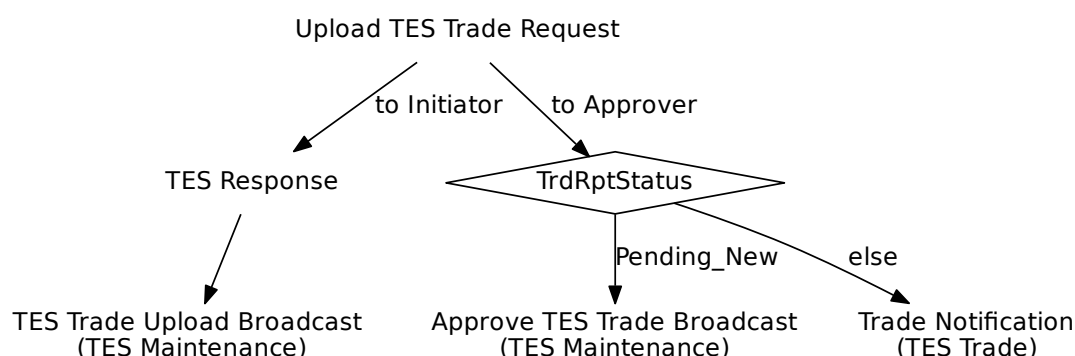 Upload TES Trade Request
to Initiator
to Approver
TES Response
TrdRptStatus
Pending_New
else
TES Trade Upload Broadcast
(TES Maintenance)
Approve TES Trade Broadcast
(TES Maintenance)
Trade Notification
(TES Trade)